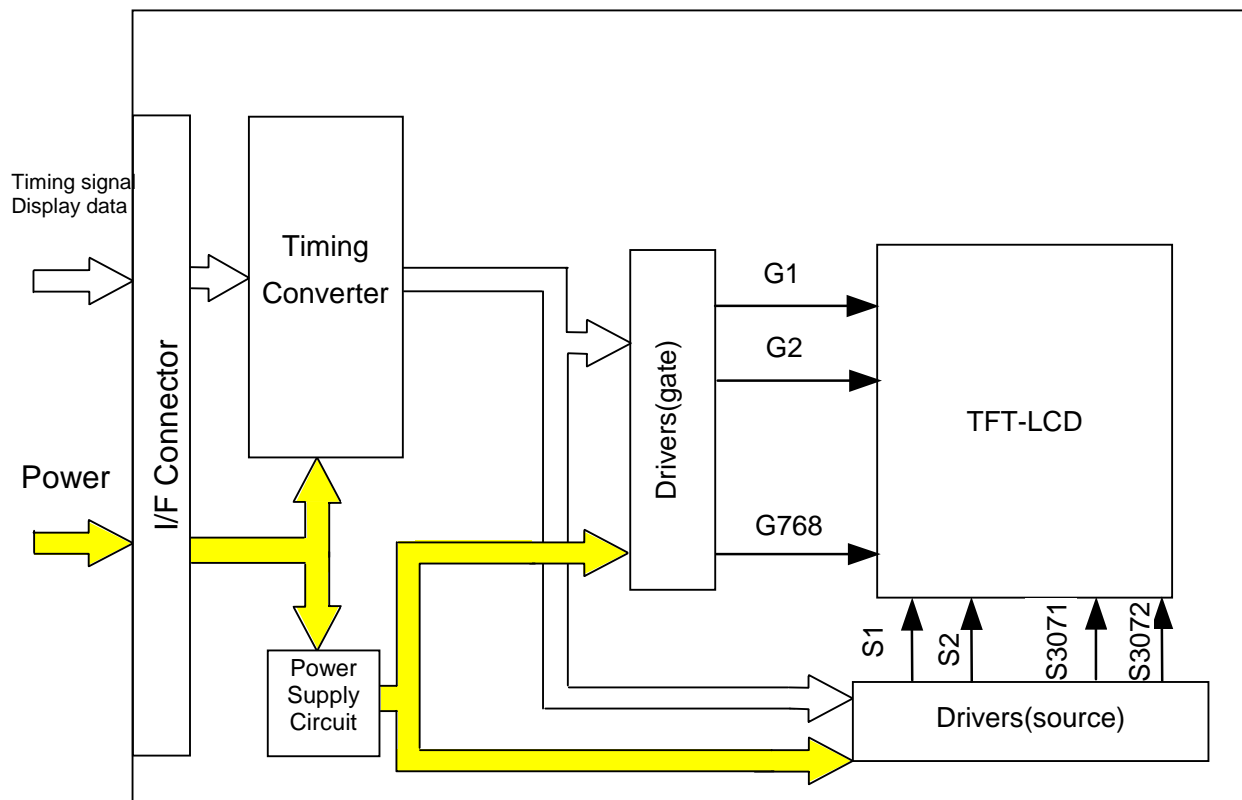 Timing signal
Display data
Power
I/F Connector
Timing
Converter
Power
Supply
Circuit
Drivers(gate)
G1
G2
G768
TFT-LCD
S1
S2
S3071
S3072
Drivers(source)